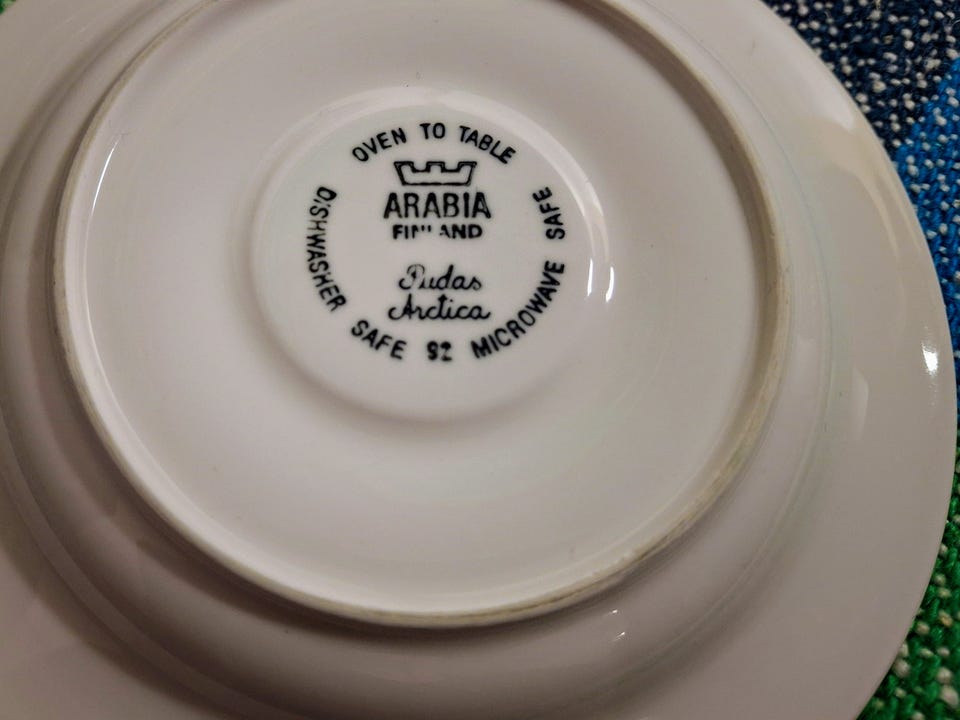 OVEN TO TABLE
ARABIA
FINLAND
Pudas
Arctica
DISHWASHER SAFE 92 MICROWAVE SAFE